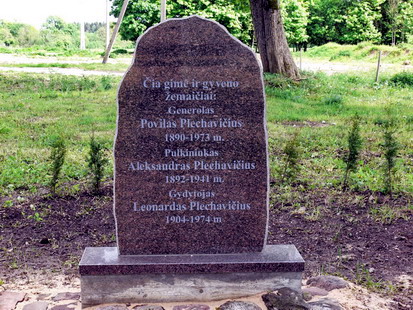 Čia gimė ir gyveno
žemaičiai:
Generolas
Povilas Plechavičius
1890-1973 m.
Pulkininkas
Aleksandras Plechavičius
1892-1941 m.
Gydytojas
Leonardas Plechavičius
1904-1974 m.